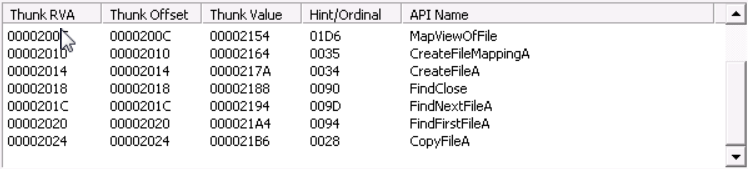 Thunk RVA Thunk Offset Thunk Value Hint/Ordinal API Name
0000200C 0000200C 00002154 01D6 MapViewOfFile
00002010 00002010 00002164 0035 CreateFileMappingA
00002014 00002014 0000217A 0034 CreateFileA
00002018 00002018 00002188 0090 FindClose
0000201C 0000201C 00002194 009D FindNextFileA
00002020 00002020 000021A4 0094 FindFirstFileA
00002024 00002024 000021B6 0028 CopyFileA